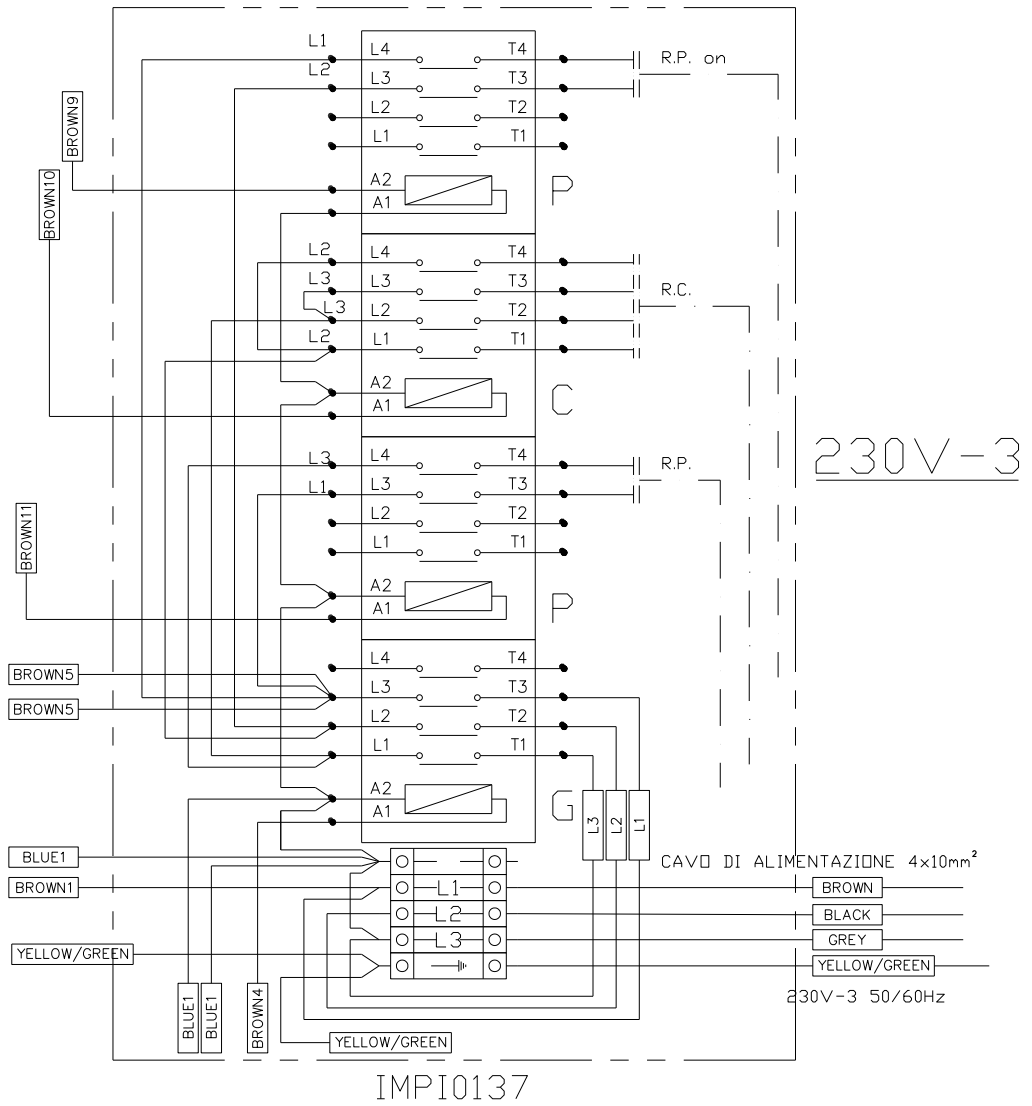 L1 L4 T4 R.P. on
L2 L3 T3
L2 T2
L1 T1
BROWN9
A2
A1
P
BROWN10
L2 L4 T4
L3 L3 T3 R.C.
L3 L2 T2
L2 L1 T1
A2
A1
C
230V-3
L3 L4 T4 R.P.
L1 L3 T3
L2 T2
L1 T1
BROWN11
A2
A1
P
L4 T4
BROWN5
L3 T3
BROWN5
L2 T2
L1 T1
A2
A1
G
L3 L2 L1
BLUE1
CAVO DI ALIMENTAZIONE 4x10mm²
BROWN1 L1 BROWN
L2 BLACK
L3 GREY
YELLOW/GREEN YELLOW/GREEN
230V-3 50/60Hz
BLUE1 BLUE1 BROWN4
YELLOW/GREEN
IMPI0137